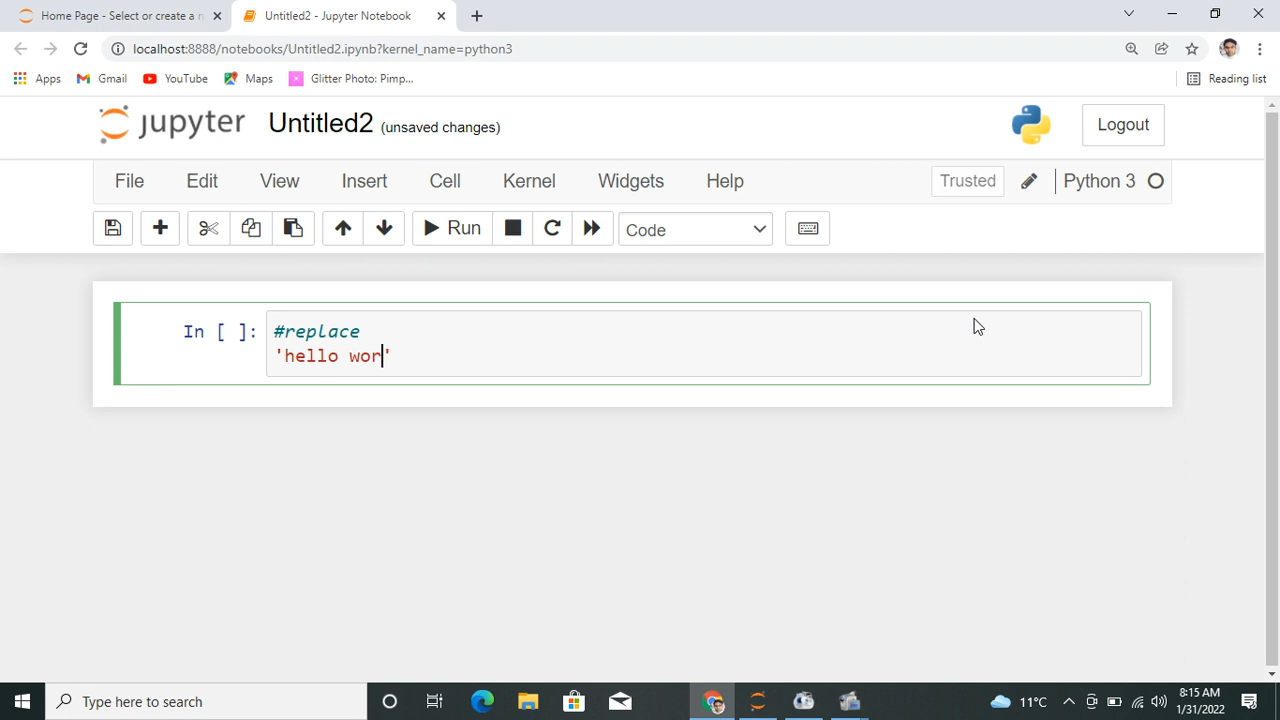 Home Page - Select or create a n
Untitled2 - Jupyter Notebook
localhost:8888/notebooks/Untitled2.ipynb?kernel_name=python3
Apps Gmail YouTube Maps Glitter Photo: Pimp... Reading list
jupyter Untitled2 (unsaved changes) Logout
File Edit View Insert Cell Kernel Widgets Help Trusted Python 3
Run Code
In [ ]: #replace
'hello wor'
Type here to search
11°C
8:15 AM
1/31/2022